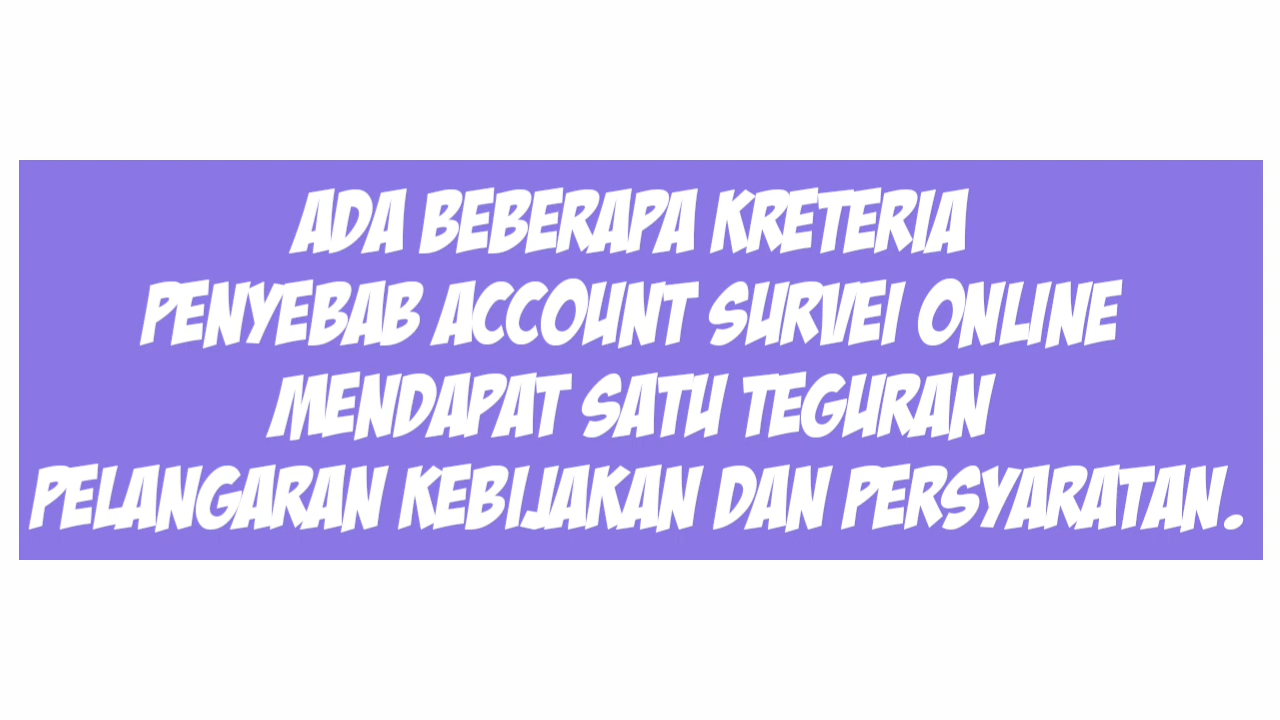 ADA BEBERAPA KRETERIA
PENYEBAB ACCOUNT SURVEI ONLINE
MENDAPAT SATU TEGURAN
PELANGARAN KEBIJAKAN DAN PERSYARATAN.